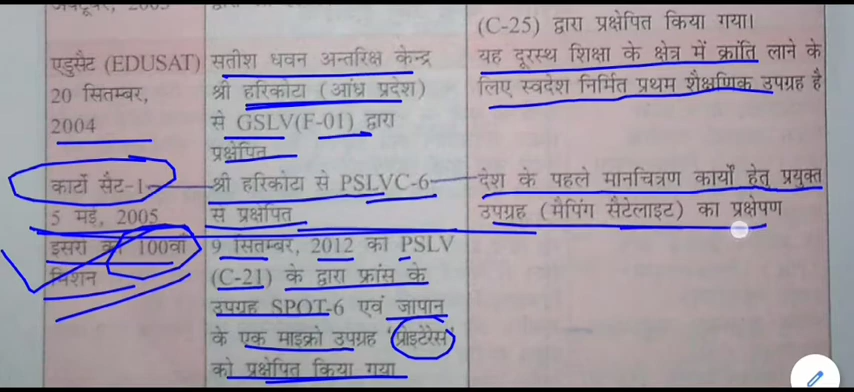 (C-25) द्वारा प्रक्षेपित किया गया।
एडुसैट (EDUSAT)
20 सितम्बर,
2004
सतीश धवन अन्तरिक्ष केन्द्र
श्री हरिकोटा (आंध्र प्रदेश)
से GSLV(F-01) द्वारा
प्रक्षेपित
यह दूरस्थ शिक्षा के क्षेत्र में क्रांति लाने के
लिए स्वदेश निर्मित प्रथम शैक्षणिक उपग्रह है
कार्टो सैट-1
5 मई, 2005
श्री हरिकोटा से PSLVC-6
से प्रक्षेपित
देश के पहले मानचित्रण कार्यो हेतु प्रयुक्त
उपग्रह (मैपिंग सैटेलाइट) का प्रक्षेपण
इसरो का 100वाँ
मिशन
9 सितम्बर, 2012 को PSLV
(C-21) के द्वारा फ्रांस के
उपग्रह SPOT-6 एवं जापान
के एक माइक्रो उपग्रह 'प्रोइटेरेस'
को प्रक्षेपित किया गया